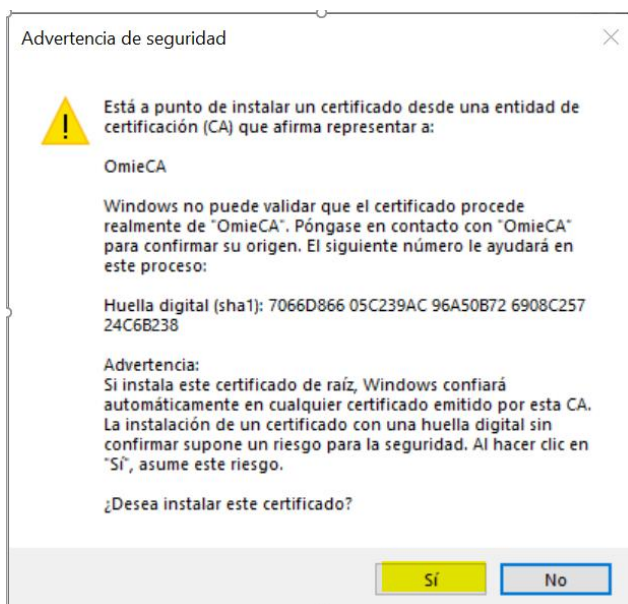 Advertencia de seguridad
Está a punto de instalar un certificado desde una entidad de
certificación (CA) que afirma representar a:
OmieCA
Windows no puede validar que el certificado procede
realmente de "OmieCA". Póngase en contacto con "OmieCA"
para confirmar su origen. El siguiente número le ayudará en
este proceso:
Huella digital (sha1): 7066D866 05C239AC 96A50B72 6908C257
24C6B238
Advertencia:
Si instala este certificado de raíz, Windows confiará
automáticamente en cualquier certificado emitido por esta CA.
La instalación de un certificado con una huella digital sin
confirmar supone un riesgo para la seguridad. Al hacer clic en
"Sí", asume este riesgo.
¿Desea instalar este certificado?
Sí No